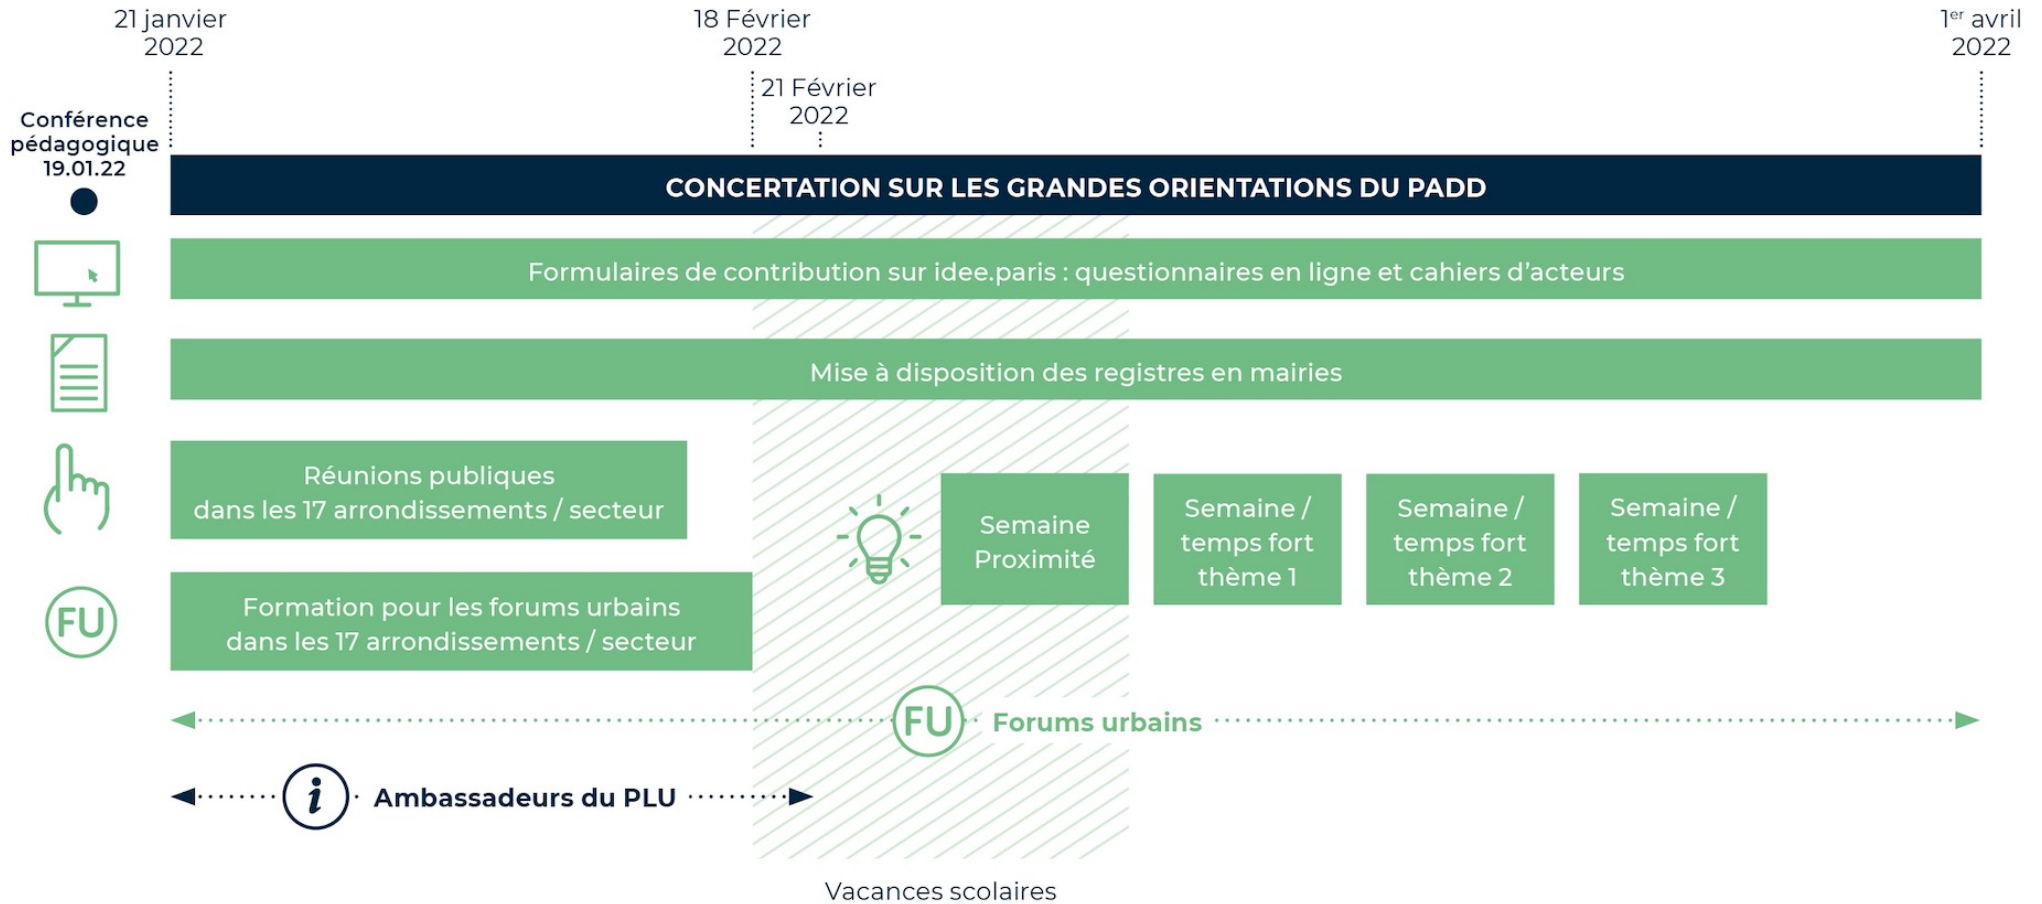 21 janvier
2022
18 Février
2022
21 Février
2022
1er avril
2022
Conférence
pédagogique
19.01.22
CONCERTATION SUR LES GRANDES ORIENTATIONS DU PADD
Formulaires de contribution sur idee.paris : questionnaires en ligne et cahiers d’acteurs
Mise à disposition des registres en mairies
Réunions publiques
dans les 17 arrondissements / secteur
Semaine
Proximité
Semaine /
temps fort
thème 1
Semaine /
temps fort
thème 2
Semaine /
temps fort
thème 3
FU
Formation pour les forums urbains
dans les 17 arrondissements / secteur
FU Forums urbains
i Ambassadeurs du PLU
Vacances scolaires